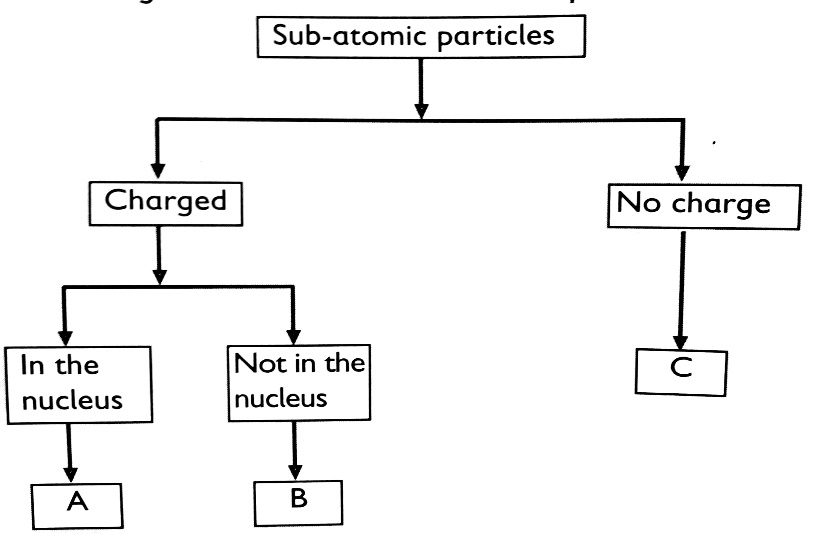 Sub-atomic particles
Charged
No charge
In the
nucleus
Not in the
nucleus
C
A
B